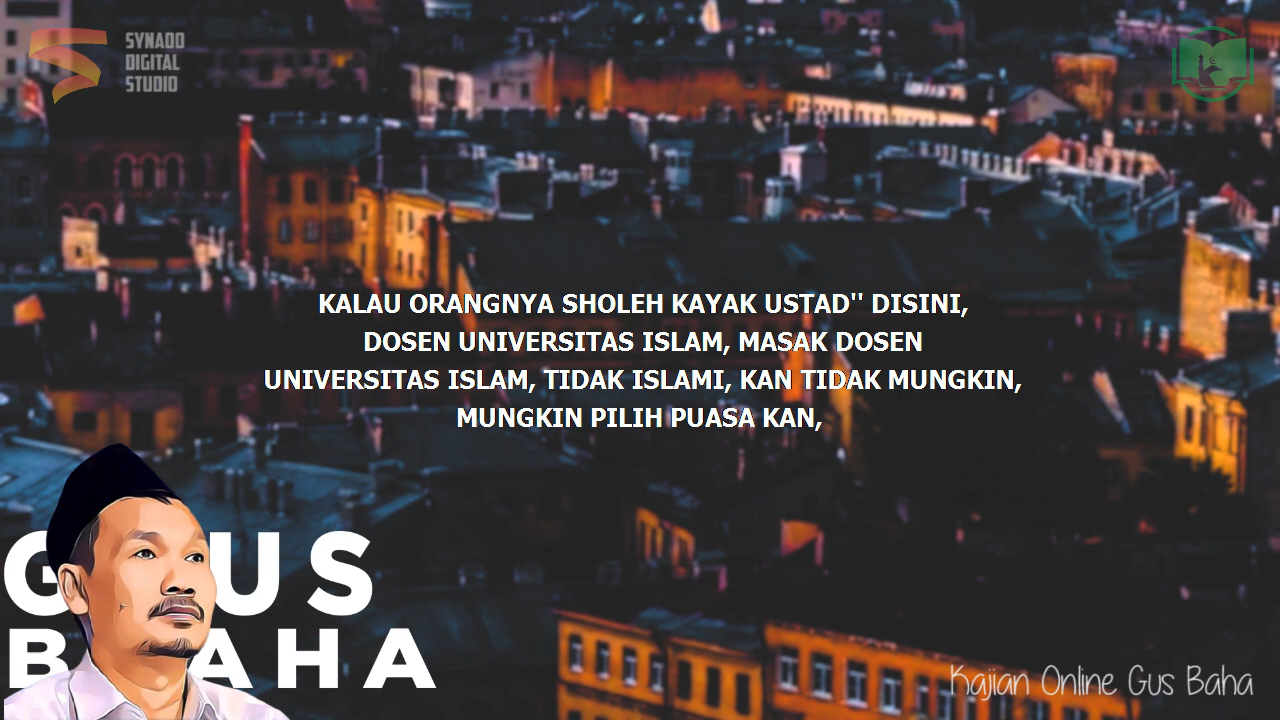 SYNADD
DIGITAL
STUDIO
KALAU ORANGNYA SHOLEH KAYAK USTAD'' DISINI,
DOSEN UNIVERSITAS ISLAM, MASAK DOSEN
UNIVERSITAS ISLAM, TIDAK ISLAMI, KAN TIDAK MUNGKIN,
MUNGKIN PILIH PUASA KAN,
GUS
BAHA
Kajian Online Gus Baha